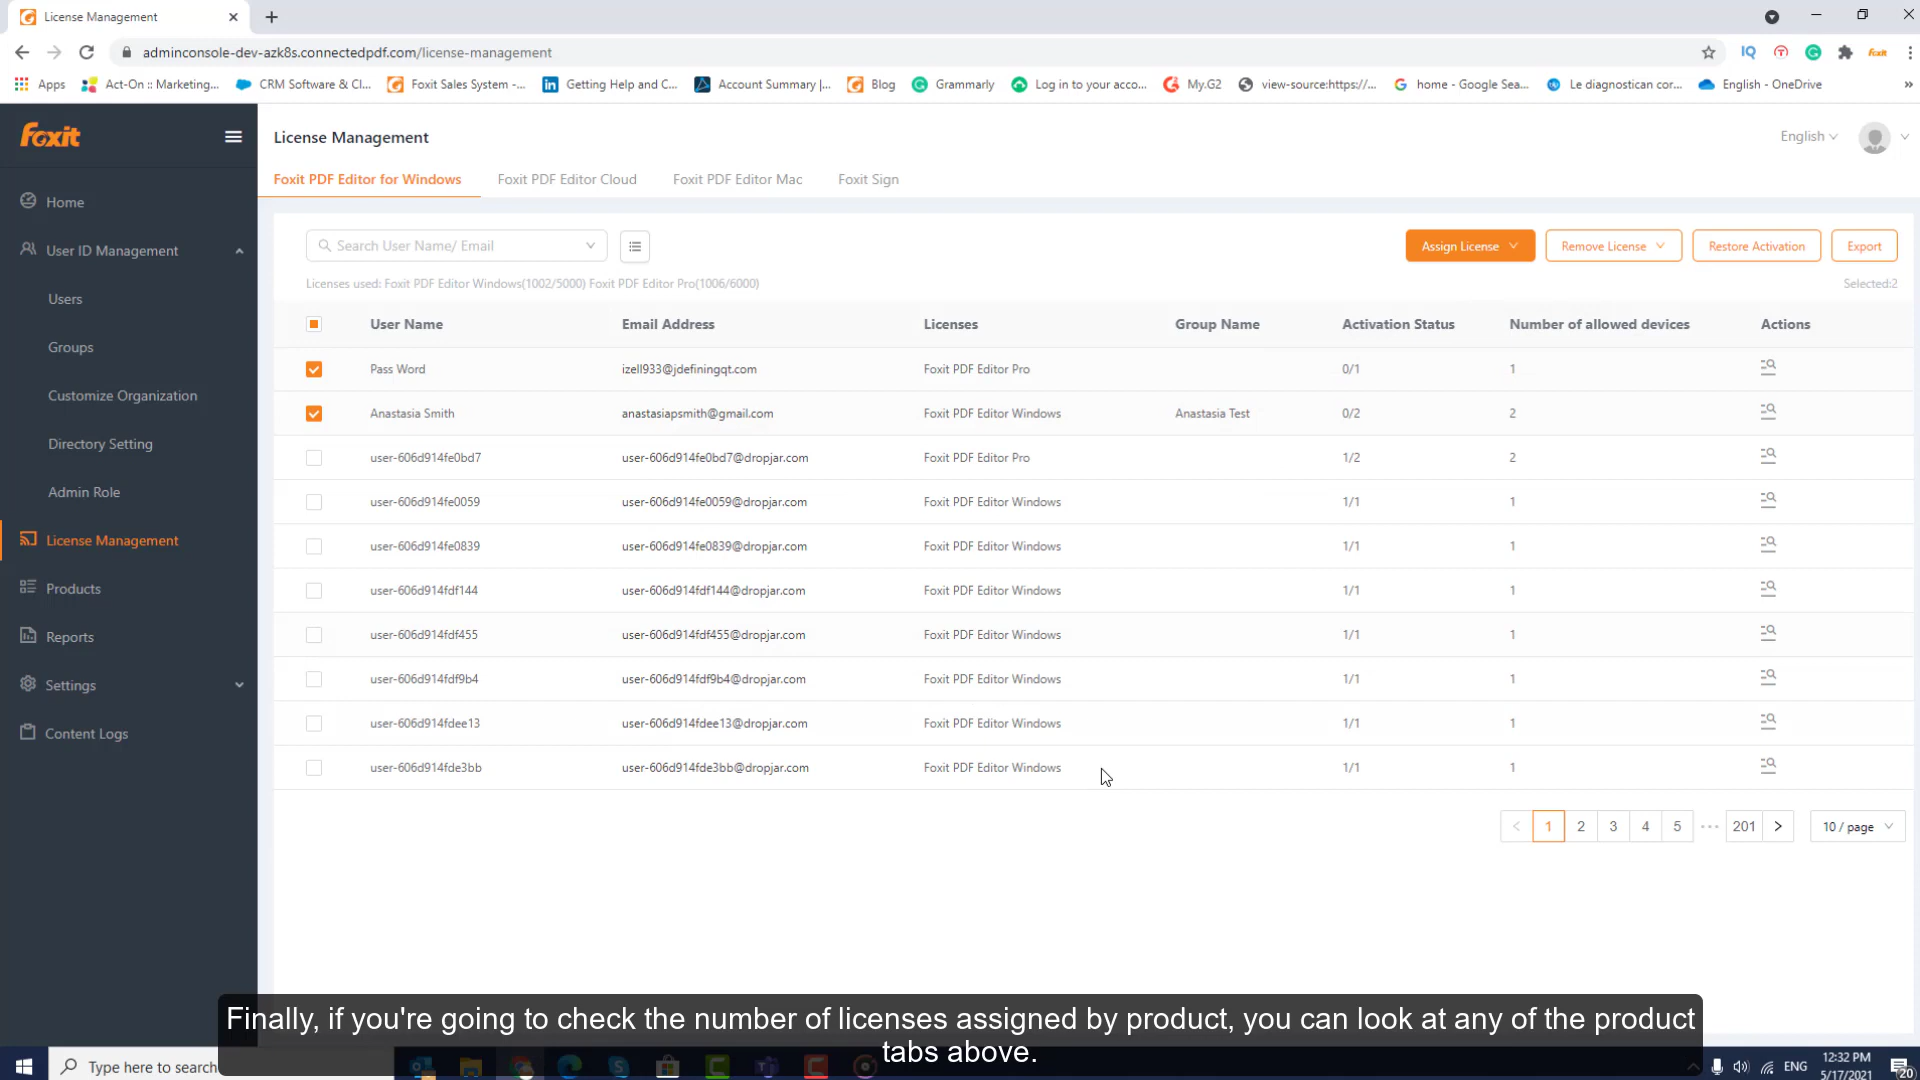 License Management
adminconsole-dev-azk8s.connectedpdf.com/license-management
Apps Act-On :: Marketing... CRM Software & Cl... Foxit Sales System -... Getting Help and C... Account Summary |... Blog Grammarly Log in to your acco... My.G2 view-source:https://... home - Google Sea... Le diagnostican cor... English - OneDrive »
foxit
License Management
English
Foxit PDF Editor for Windows Foxit PDF Editor Cloud Foxit PDF Editor Mac Foxit Sign
Home
User ID Management
Users
Groups
Customize Organization
Directory Setting
Admin Role
License Management
Products
Reports
Settings
Content Logs
Search User Name/ Email
Assign License Remove License Restore Activation Export
Licenses used: Foxit PDF Editor Windows(1002/5000) Foxit PDF Editor Pro(1006/6000)
Selected:2
User Name Email Address Licenses Group Name Activation Status Number of allowed devices Actions
Pass Word izell933@jdefiningqt.com Foxit PDF Editor Pro 0/1 1
Anastasia Smith anastasiapsmith@gmail.com Foxit PDF Editor Windows Anastasia Test 0/2 2
user-606d914fe0bd7 user-606d914fe0bd7@dropjar.com Foxit PDF Editor Pro 1/2 2
user-606d914fe0059 user-606d914fe0059@dropjar.com Foxit PDF Editor Windows 1/1 1
user-606d914fe0839 user-606d914fe0839@dropjar.com Foxit PDF Editor Windows 1/1 1
user-606d914fdf144 user-606d914fdf144@dropjar.com Foxit PDF Editor Windows 1/1 1
user-606d914fdf455 user-606d914fdf455@dropjar.com Foxit PDF Editor Windows 1/1 1
user-606d914fdf9b4 user-606d914fdf9b4@dropjar.com Foxit PDF Editor Windows 1/1 1
user-606d914fdee13 user-606d914fdee13@dropjar.com Foxit PDF Editor Windows 1/1 1
user-606d914fde3bb user-606d914fde3bb@dropjar.com Foxit PDF Editor Windows 1/1 1
< 1 2 3 4 5 ••• 201 > 10 / page
Finally, if you're going to check the number of licenses assigned by product, you can look at any of the product
tabs above.
Type here to search
ENG
12:32 PM
5/17/2021
20